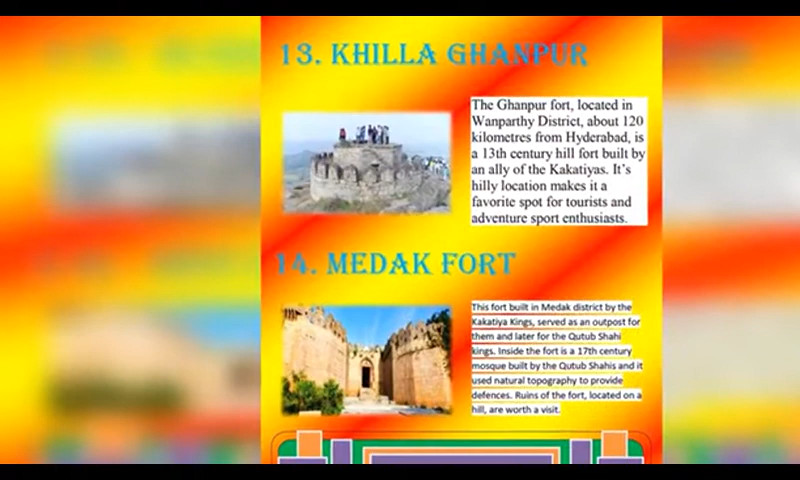 13. KHILLA GHANPUR
The Ghanpur fort, located in
Wanparthy District, about 120
kilometres from Hyderabad, is
a 13th century hill fort built by
an ally of the Kakatiyas. It's
hilly location makes it a
favorite spot for tourists and
adventure sport enthusiasts.
14. MEDAK FORT
This fort built in Medak district by the
Kakatiya Kings, served as an outpost for
them and later for the Qutub Shahi
kings. Inside the fort is a 17th century
mosque built by the Qutub Shahis and it
used natural topography to provide
defences. Ruins of the fort, located on a
hill, are worth a visit.